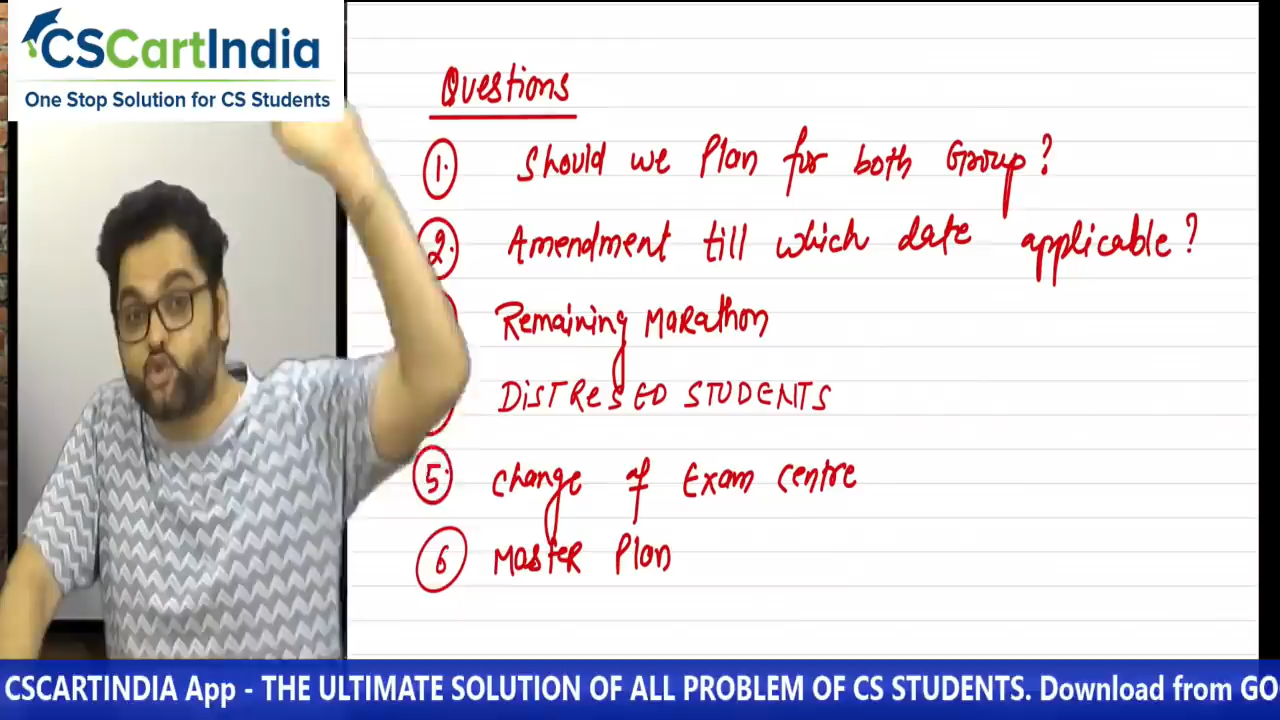 CSCartIndia
One Stop Solution for CS Students
Questions
1. Should we Plan for both Group?
2. Amendment till which date applicable?
Remaining Marathon
DISTRESED STUDENTS
5. Change of Exam centre
6 Master Plan
CSCARTINDIA App - THE ULTIMATE SOLUTION OF ALL PROBLEM OF CS STUDENTS. Download from GO